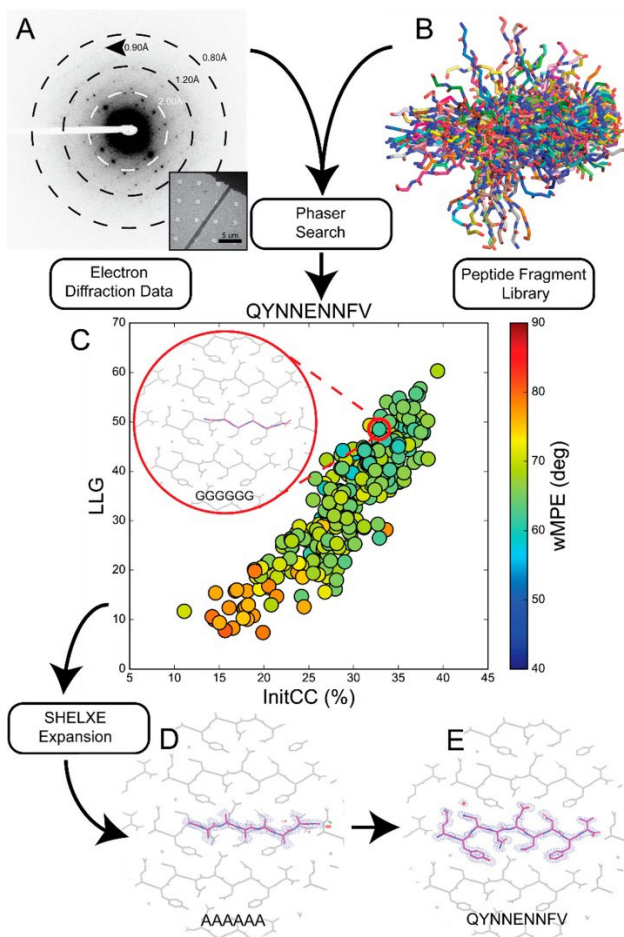 A
0.90Å
0.80Å
1.20Å
2.00Å
5 um
Electron
Diffraction Data
B
Phaser
Search
Peptide Fragment
Library
QYNNENNFV
C
GGGGGG
LLG
70
60
50
40
30
20
10
0
5
10
15
20
25
30
35
40
45
InitCC (%)
90
80
70
60
50
40
wMPE (deg)
SHELXE
Expansion
D
AAAAAA
E
QYNNENNFV